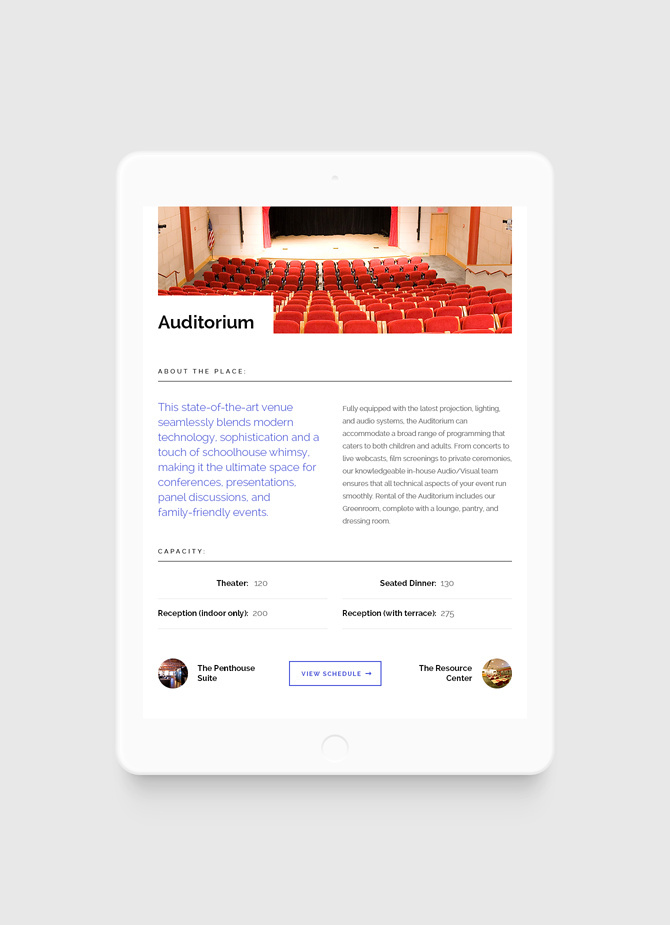 Auditorium
ABOUT THE PLACE:
This state-of-the-art venue
seamlessly blends modern
technology, sophistication and a
touch of schoolhouse whimsy,
making it the ultimate space for
conferences, presentations,
panel discussions, and
family-friendly events.
Fully equipped with the latest projection, lighting,
and audio systems, the Auditorium can
accommodate a broad range of programming that
caters to both children and adults. From concerts to
live webcasts, film screenings to private ceremonies,
our knowledgeable in-house Audio/Visual team
ensures that all technical aspects of your event run
smoothly. Rental of the Auditorium includes our
Greenroom, complete with a lounge, pantry, and
dressing room.
CAPACITY:
Theater: 120
Seated Dinner: 130
Reception (indoor only): 200
Reception (with terrace): 275
The Penthouse
Suite
VIEW SCHEDULE →
The Resource
Center